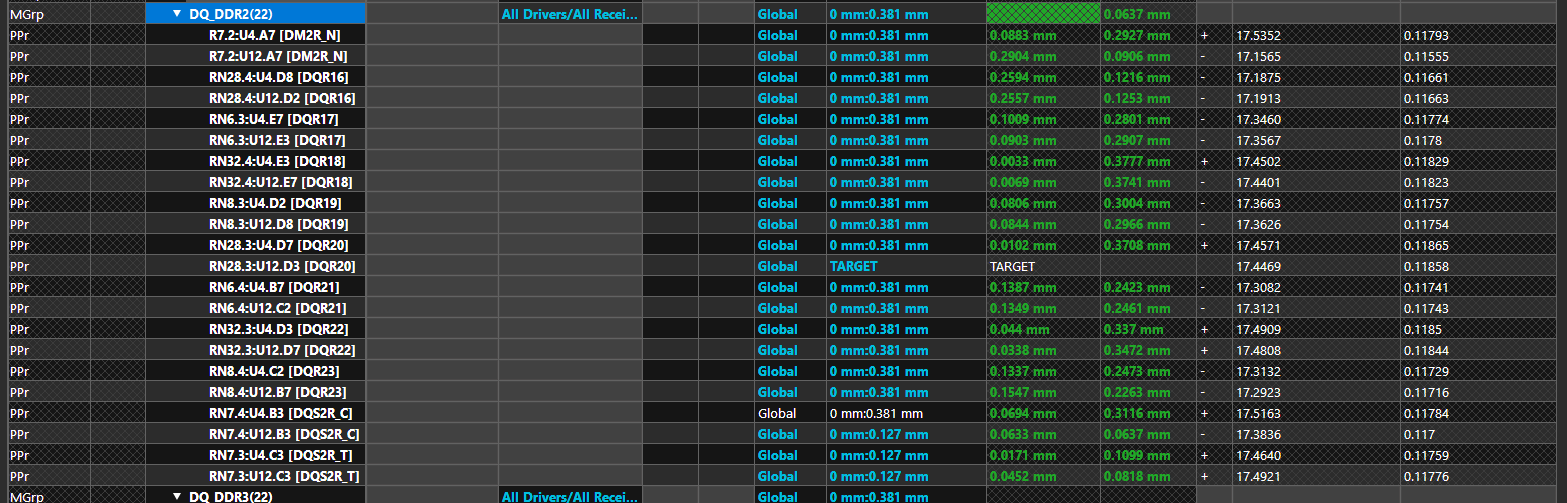 MGrp ▼ DQ_DDR2(22) All Drivers/All Recei... Global 0 mm:0.381 mm 0.0637 mm
PPr R7.2:U4.A7 [DM2R_N] Global 0 mm:0.381 mm 0.0883 mm 0.2927 mm + 17.5352 0.11793
PPr R7.2:U12.A7 [DM2R_N] Global 0 mm:0.381 mm 0.2904 mm 0.0906 mm - 17.1565 0.11555
PPr RN28.4:U4.D8 [DQR16] Global 0 mm:0.381 mm 0.2594 mm 0.1216 mm - 17.1875 0.11661
PPr RN28.4:U12.D2 [DQR16] Global 0 mm:0.381 mm 0.2557 mm 0.1253 mm - 17.1913 0.11663
PPr RN6.3:U4.E7 [DQR17] Global 0 mm:0.381 mm 0.1009 mm 0.2801 mm - 17.3460 0.11774
PPr RN6.3:U12.E3 [DQR17] Global 0 mm:0.381 mm 0.0903 mm 0.2907 mm - 17.3567 0.1178
PPr RN32.4:U4.E3 [DQR18] Global 0 mm:0.381 mm 0.0033 mm 0.3777 mm + 17.4502 0.11829
PPr RN32.4:U12.E7 [DQR18] Global 0 mm:0.381 mm 0.0069 mm 0.3741 mm - 17.4401 0.11823
PPr RN8.3:U4.D2 [DQR19] Global 0 mm:0.381 mm 0.0806 mm 0.3004 mm - 17.3663 0.11757
PPr RN8.3:U12.D8 [DQR19] Global 0 mm:0.381 mm 0.0844 mm 0.2966 mm - 17.3626 0.11754
PPr RN28.3:U4.D7 [DQR20] Global 0 mm:0.381 mm 0.0102 mm 0.3708 mm + 17.4571 0.11865
PPr RN28.3:U12.D3 [DQR20] Global TARGET TARGET 17.4469 0.11858
PPr RN6.4:U4.B7 [DQR21] Global 0 mm:0.381 mm 0.1387 mm 0.2423 mm - 17.3082 0.11741
PPr RN6.4:U12.C2 [DQR21] Global 0 mm:0.381 mm 0.1349 mm 0.2461 mm - 17.3121 0.11743
PPr RN32.3:U4.D3 [DQR22] Global 0 mm:0.381 mm 0.044 mm 0.337 mm + 17.4909 0.1185
PPr RN32.3:U12.D7 [DQR22] Global 0 mm:0.381 mm 0.0338 mm 0.3472 mm + 17.4808 0.11844
PPr RN8.4:U4.C2 [DQR23] Global 0 mm:0.381 mm 0.1337 mm 0.2473 mm - 17.3132 0.11729
PPr RN8.4:U12.B7 [DQR23] Global 0 mm:0.381 mm 0.1547 mm 0.2263 mm - 17.2923 0.11716
PPr RN7.4:U4.B3 [DQS2R_C] Global 0 mm:0.381 mm 0.0694 mm 0.3116 mm + 17.5163 0.11784
PPr RN7.4:U12.B3 [DQS2R_C] Global 0 mm:0.127 mm 0.0633 mm 0.0637 mm - 17.3836 0.117
PPr RN7.3:U4.C3 [DQS2R_T] Global 0 mm:0.127 mm 0.0171 mm 0.1099 mm + 17.4640 0.11759
PPr RN7.3:U12.C3 [DQS2R_T] Global 0 mm:0.127 mm 0.0452 mm 0.0818 mm + 17.4921 0.11776
MGrp ▼ DQ_DDR3(22) All Drivers/All Recei... Global 0 mm:0.381 mm